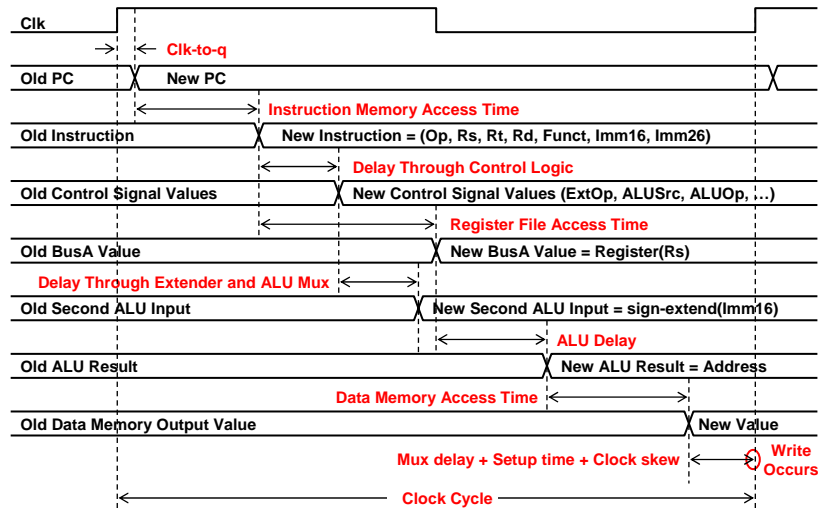 Clk
Clk-to-q
Old PC
New PC
Instruction Memory Access Time
Old Instruction
New Instruction = (Op, Rs, Rt, Rd, Funct, Imm16, Imm26)
Delay Through Control Logic
Old Control Signal Values
New Control Signal Values (ExtOp, ALUSrc, ALUOp, …)
Register File Access Time
Old BusA Value
New BusA Value = Register(Rs)
Delay Through Extender and ALU Mux
Old Second ALU Input
New Second ALU Input = sign-extend(Imm16)
ALU Delay
Old ALU Result
New ALU Result = Address
Data Memory Access Time
Old Data Memory Output Value
New Value
Mux delay + Setup time + Clock skew
Write
Occurs
Clock Cycle